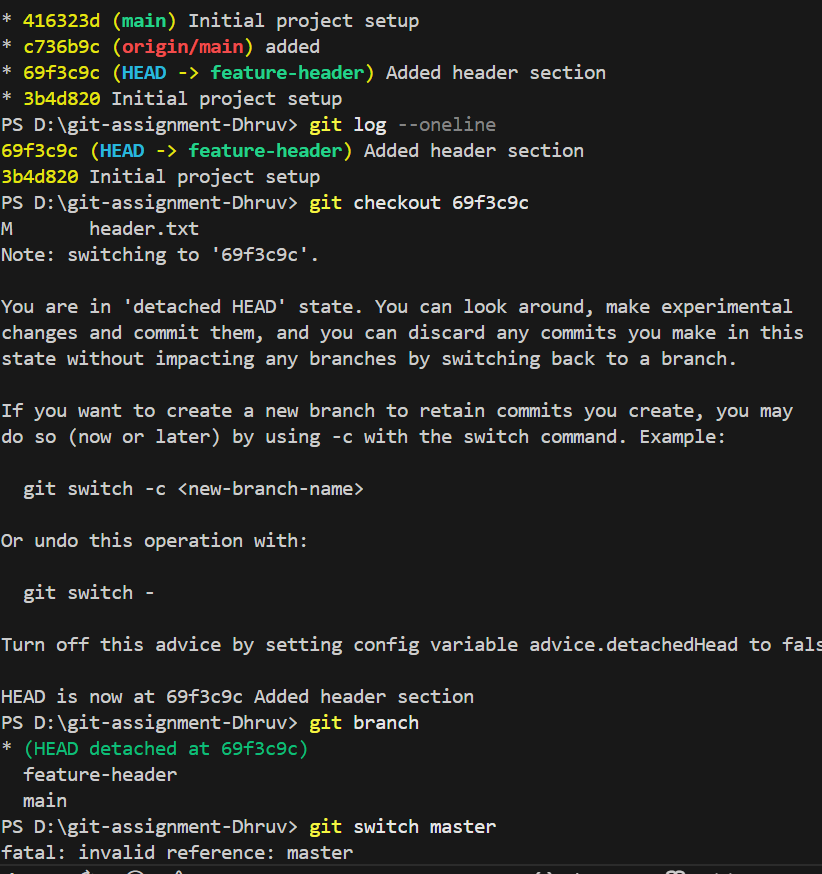 * 416323d (main) Initial project setup
* c736b9c (origin/main) added
* 69f3c9c (HEAD -> feature-header) Added header section
* 3b4d820 Initial project setup
PS D:\git-assignment-Dhruv> git log --oneline
69f3c9c (HEAD -> feature-header) Added header section
3b4d820 Initial project setup
PS D:\git-assignment-Dhruv> git checkout 69f3c9c
M       header.txt
Note: switching to '69f3c9c'.

You are in 'detached HEAD' state. You can look around, make experimental
changes and commit them, and you can discard any commits you make in this
state without impacting any branches by switching back to a branch.

If you want to create a new branch to retain commits you create, you may
do so (now or later) by using -c with the switch command. Example:

  git switch -c <new-branch-name>

Or undo this operation with:

  git switch -

Turn off this advice by setting config variable advice.detachedHead to fals

HEAD is now at 69f3c9c Added header section
PS D:\git-assignment-Dhruv> git branch
* (HEAD detached at 69f3c9c)
  feature-header
  main
PS D:\git-assignment-Dhruv> git switch master
fatal: invalid reference: master